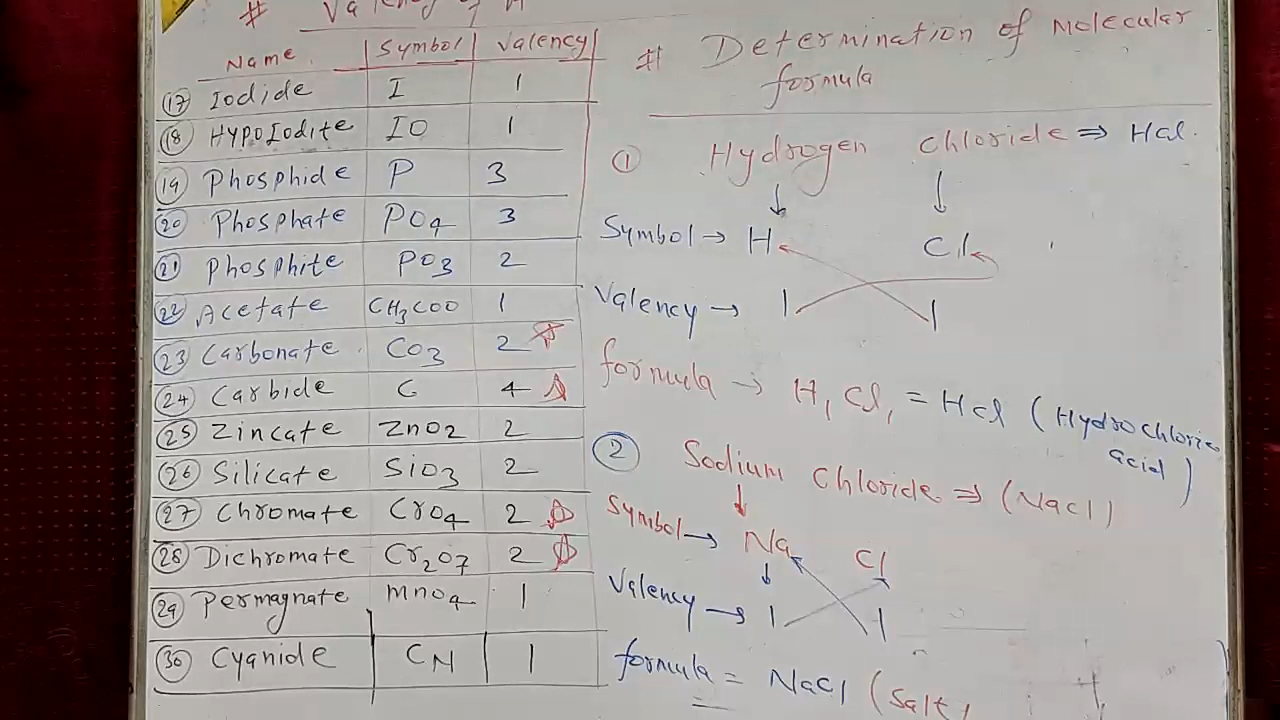 # Valency of
Name Symbol Valency
(17) Iodide I 1
(18) HypoIodite IO 1
(19) Phosphide P 3
(20) Phosphate PO4 3
(21) Phosphite PO3 2
(22) Acetate CH3COO 1
(23) Carbonate CO3 2
(24) Carbide C 4
(25) Zincate ZnO2 2
(26) Silicate SiO3 2
(27) Chromate CrO4 2
(28) Dichromate Cr2O7 2
(29) Permagnate MnO4 1
(30) Cyanide CN 1
# Determination of Molecular
formula
① Hydrogen Chloride ⇒ HCl.
Symbol → H Cl
Valency → 1 1
formula → H1 Cl1 = HCl (Hydrochloric
acid)
② Sodium Chloride ⇒ (NaCl)
Symbol → Na Cl
Valency → 1 1
formula = NaCl (Salt)